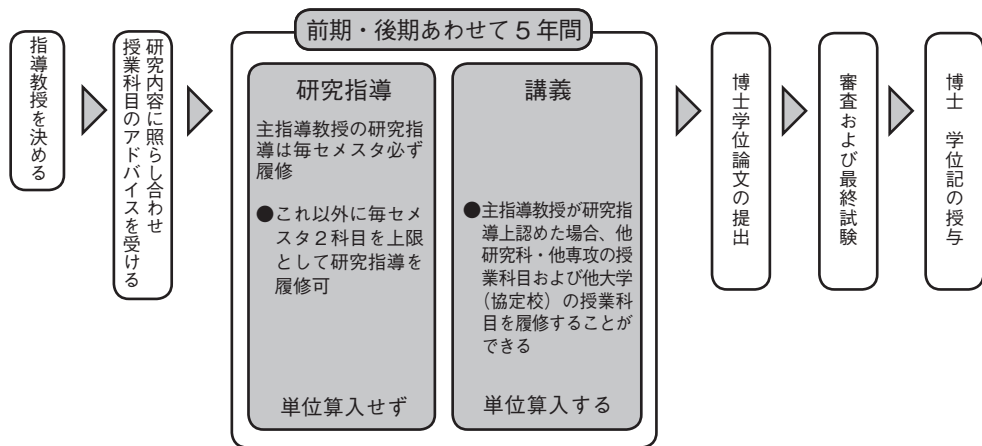 指導教授を決める
研究内容に照らし合わせ
授業科目のアドバイスを受ける
前期・後期あわせて5年間
研究指導
主指導教授の研究指
導は毎セメスタ必ず
履修
●これ以外に毎セメ
スタ2科目を上限
として研究指導を
履修可
単位算入せず
講義
●主指導教授が研究指
導上認めた場合、他
研究科・他専攻の授
業科目および他大学
(協定校)の授業科
目を履修することが
できる
単位算入する
博士学位論文の提出
審査および最終試験
博士 学位記の授与